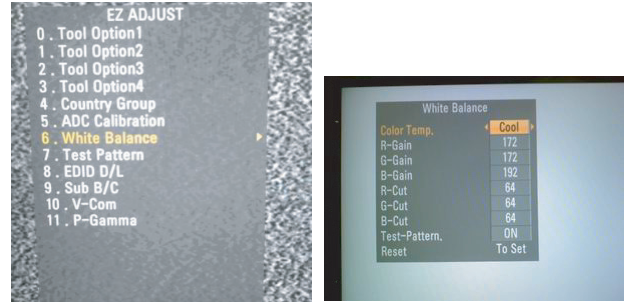 EZ ADJUST
0 . Tool Option1
1 . Tool Option2
2 . Tool Option3
3 . Tool Option4
4 . Country Group
5 . ADC Calibration
6 . White Balance
7 . Test Pattern
8 . EDID D/L
9 . Sub B/C
10 . V-Com
11 . P-Gamma
White Balance
Color Temp. Cool
R-Gain 172
G-Gain 172
B-Gain 192
R-Cut 64
G-Cut 64
B-Cut 64
Test-Pattern. ON
Reset To Set